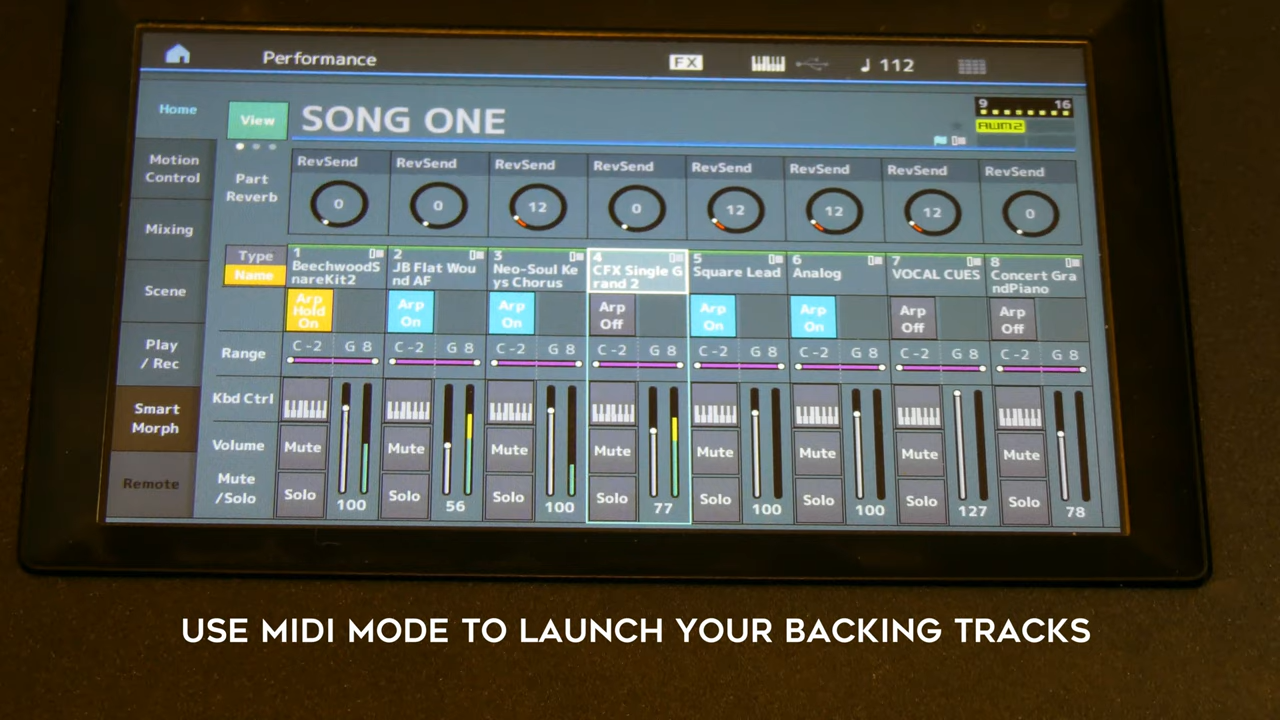 Performance FX ♩ 112
Home View SONG ONE 9 16
AWM2
RevSend RevSend RevSend RevSend RevSend RevSend RevSend RevSend
Motion
Control
Part
Reverb
0 0 12 0 12 12 12 0
Mixing
Type
Name
1 2 3 4 5 6 7 8
BeechwoodS
nareKit2
JB Flat Wou
nd AF
Neo-Soul Ke
ys Chorus
CFX Single G
rand 2
Square Lead
Analog
VOCAL CUES
Concert Gra
ndPiano
Scene
Arp
Hold
On
Arp
On
Arp
On
Arp
Off
Arp
On
Arp
On
Arp
Off
Arp
Off
Play
/ Rec
Range C -2 G 8 C -2 G 8 C -2 G 8 C -2 G 8 C -2 G 8 C -2 G 8 C -2 G 8 C -2 G 8
Smart
Morph
Kbd Ctrl
Volume Mute Mute Mute Mute Mute Mute Mute Mute
Remote
Mute
/Solo
Solo Solo Solo Solo Solo Solo Solo Solo
100 56 100 77 100 100 127 78
USE MIDI MODE TO LAUNCH YOUR BACKING TRACKS